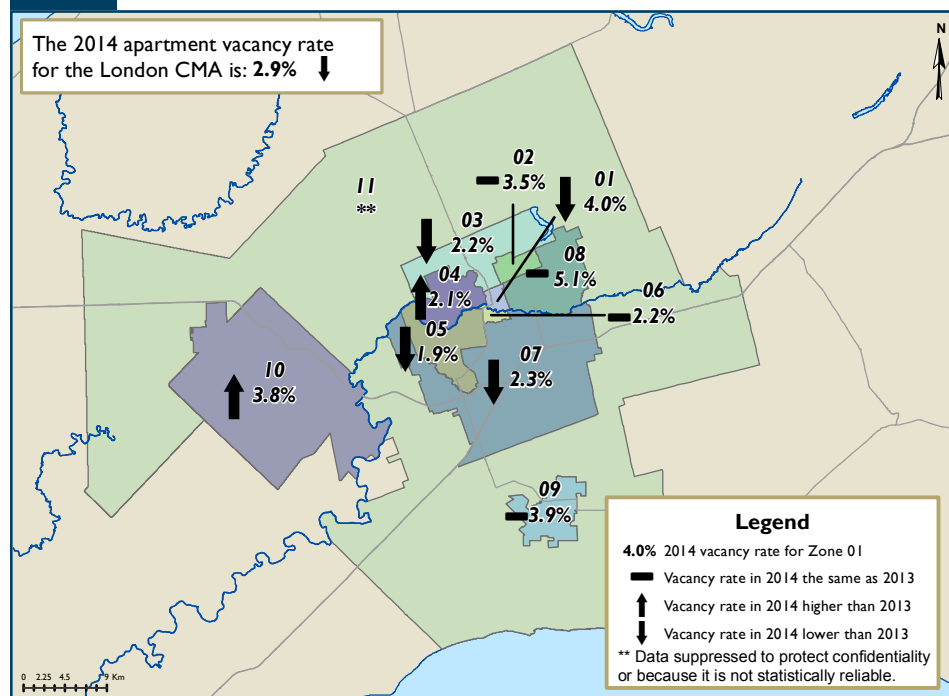 The 2014 apartment vacancy rate
for the London CMA is: 2.9%
N
02
3.5%
01
4.0%
11
**
03
2.2%
08
5.1%
04
2.1%
06
2.2%
05
1.9%
07
2.3%
10
3.8%
09
3.9%
Legend
4.0% 2014 vacancy rate for Zone 01
Vacancy rate in 2014 the same as 2013
Vacancy rate in 2014 higher than 2013
Vacancy rate in 2014 lower than 2013
** Data suppressed to protect confidentiality
or because it is not statistically reliable.
0 2.25 4.5 9 Km